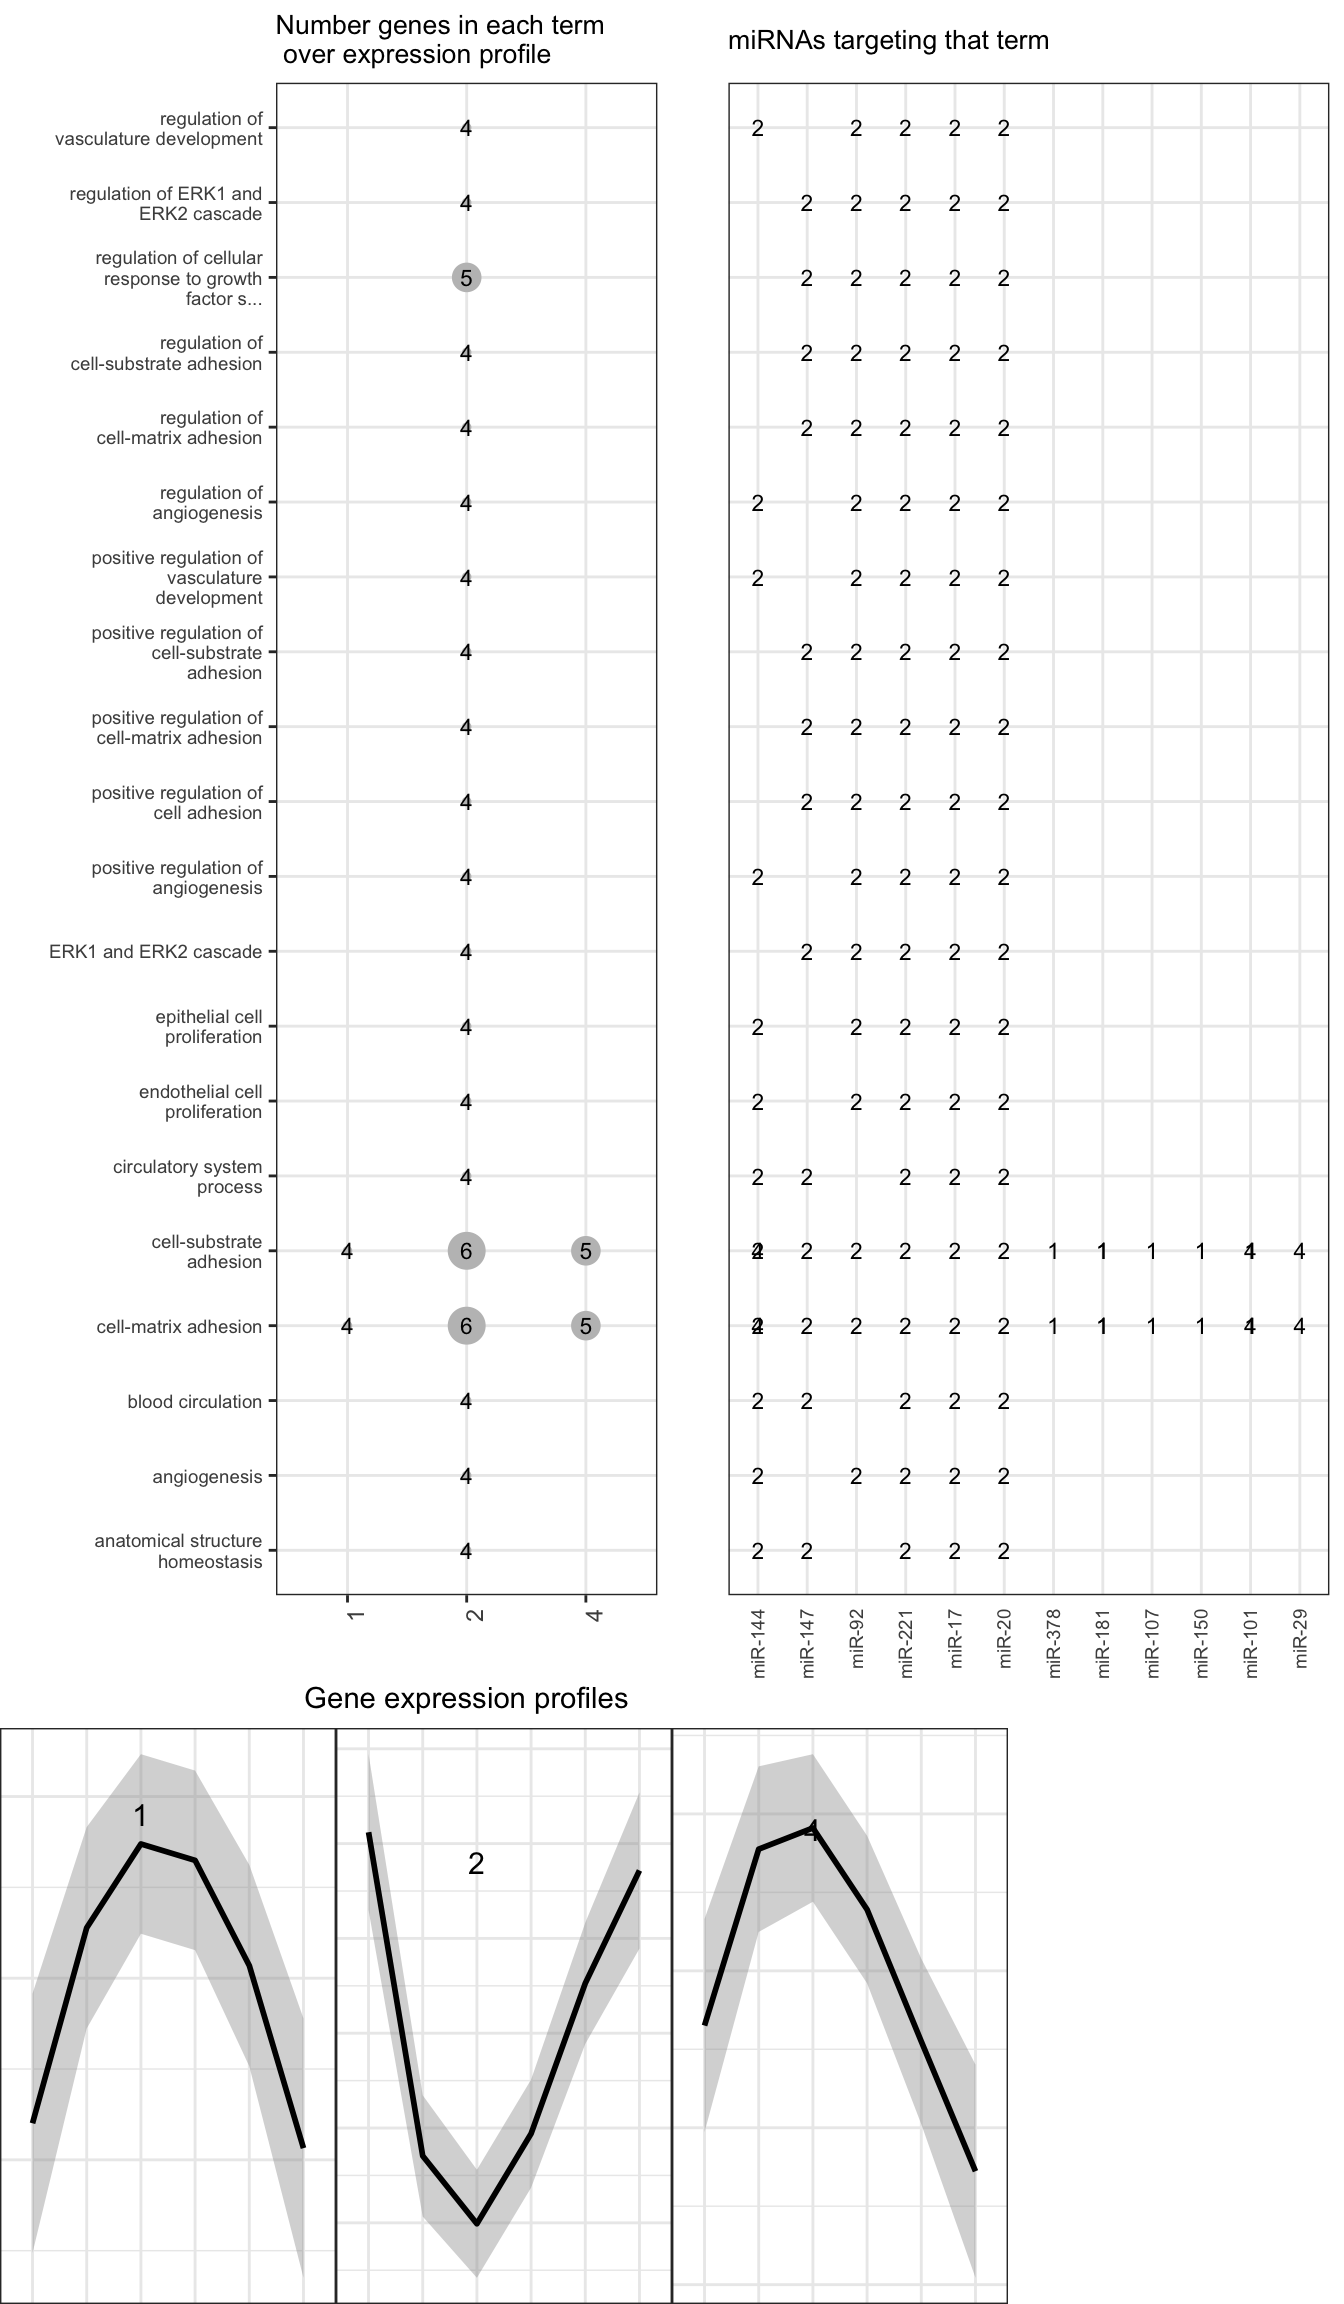 Number genes in each term
over expression profile
miRNAs targeting that term
regulation of
vasculature development
4 2 2 2 2 2
regulation of ERK1 and
ERK2 cascade
4 2 2 2 2 2
regulation of cellular
response to growth
factor s...
5 2 2 2 2 2
regulation of
cell-substrate adhesion
4 2 2 2 2 2
regulation of
cell-matrix adhesion
4 2 2 2 2 2
regulation of
angiogenesis
4 2 2 2 2 2
positive regulation of
vasculature
development
4 2 2 2 2 2
positive regulation of
cell-substrate
adhesion
4 2 2 2 2 2
positive regulation of
cell-matrix adhesion
4 2 2 2 2 2
positive regulation of
cell adhesion
4 2 2 2 2 2
positive regulation of
angiogenesis
4 2 2 2 2 2
ERK1 and ERK2 cascade
4 2 2 2 2 2
epithelial cell
proliferation
4 2 2 2 2 2
endothelial cell
proliferation
4 2 2 2 2 2
circulatory system
process
4 2 2 2 2 2
cell-substrate
adhesion
4 6 5 2 2 2 2 2 1 1 1 1 4
cell-matrix adhesion
4 6 5 2 2 2 2 2 1 1 1 1 4
blood circulation
4 2 2 2 2 2
angiogenesis
4 2 2 2 2 2
anatomical structure
homeostasis
4 2 2 2 2 2
1 2 4
miR-144
miR-147
miR-92
miR-221
miR-17
miR-20
miR-378
miR-181
miR-107
miR-150
miR-101
miR-29
Gene expression profiles
1
2
4